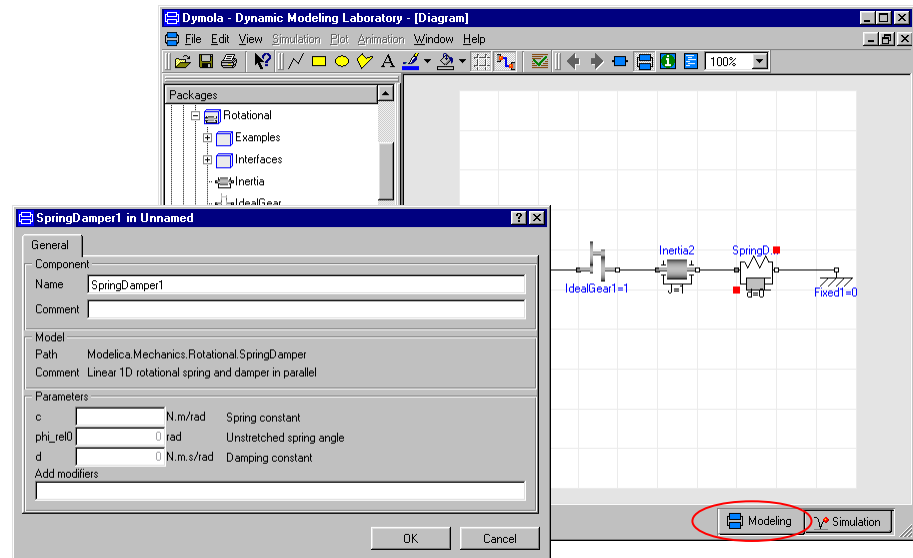 Dymola - Dynamic Modeling Laboratory - [Diagram]
File Edit View Simulation Plot Animation Window Help
A 100%
Packages
Rotational
Examples
Interfaces
Inertia
IdealGear
SpringDamper1 in Unnamed
General
Component
Name SpringDamper1
Comment
Model
Path Modelica.Mechanics.Rotational.SpringDamper
Comment Linear 1D rotational spring and damper in parallel
Parameters
c N.m/rad Spring constant
phi_rel0 0 rad Unstretched spring angle
d 0 N.m.s/rad Damping constant
Add modifiers
OK Cancel
Inertia2 SpringD...
IdealGear1=1 J=1 d=0 Fixed1=0
Modeling Simulation